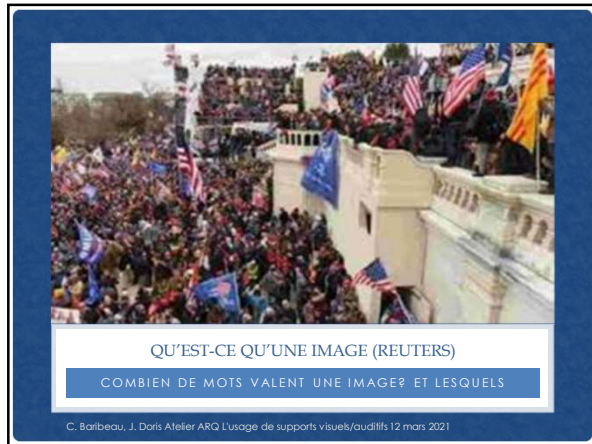 QU'EST-CE QU'UNE IMAGE (REUTERS)
COMBIEN DE MOTS VALENT UNE IMAGE? ET LESQUELS
C. Baribeau, J. Doris Atelier ARQ L'usage de supports visuels/auditifs 12 mars 2021